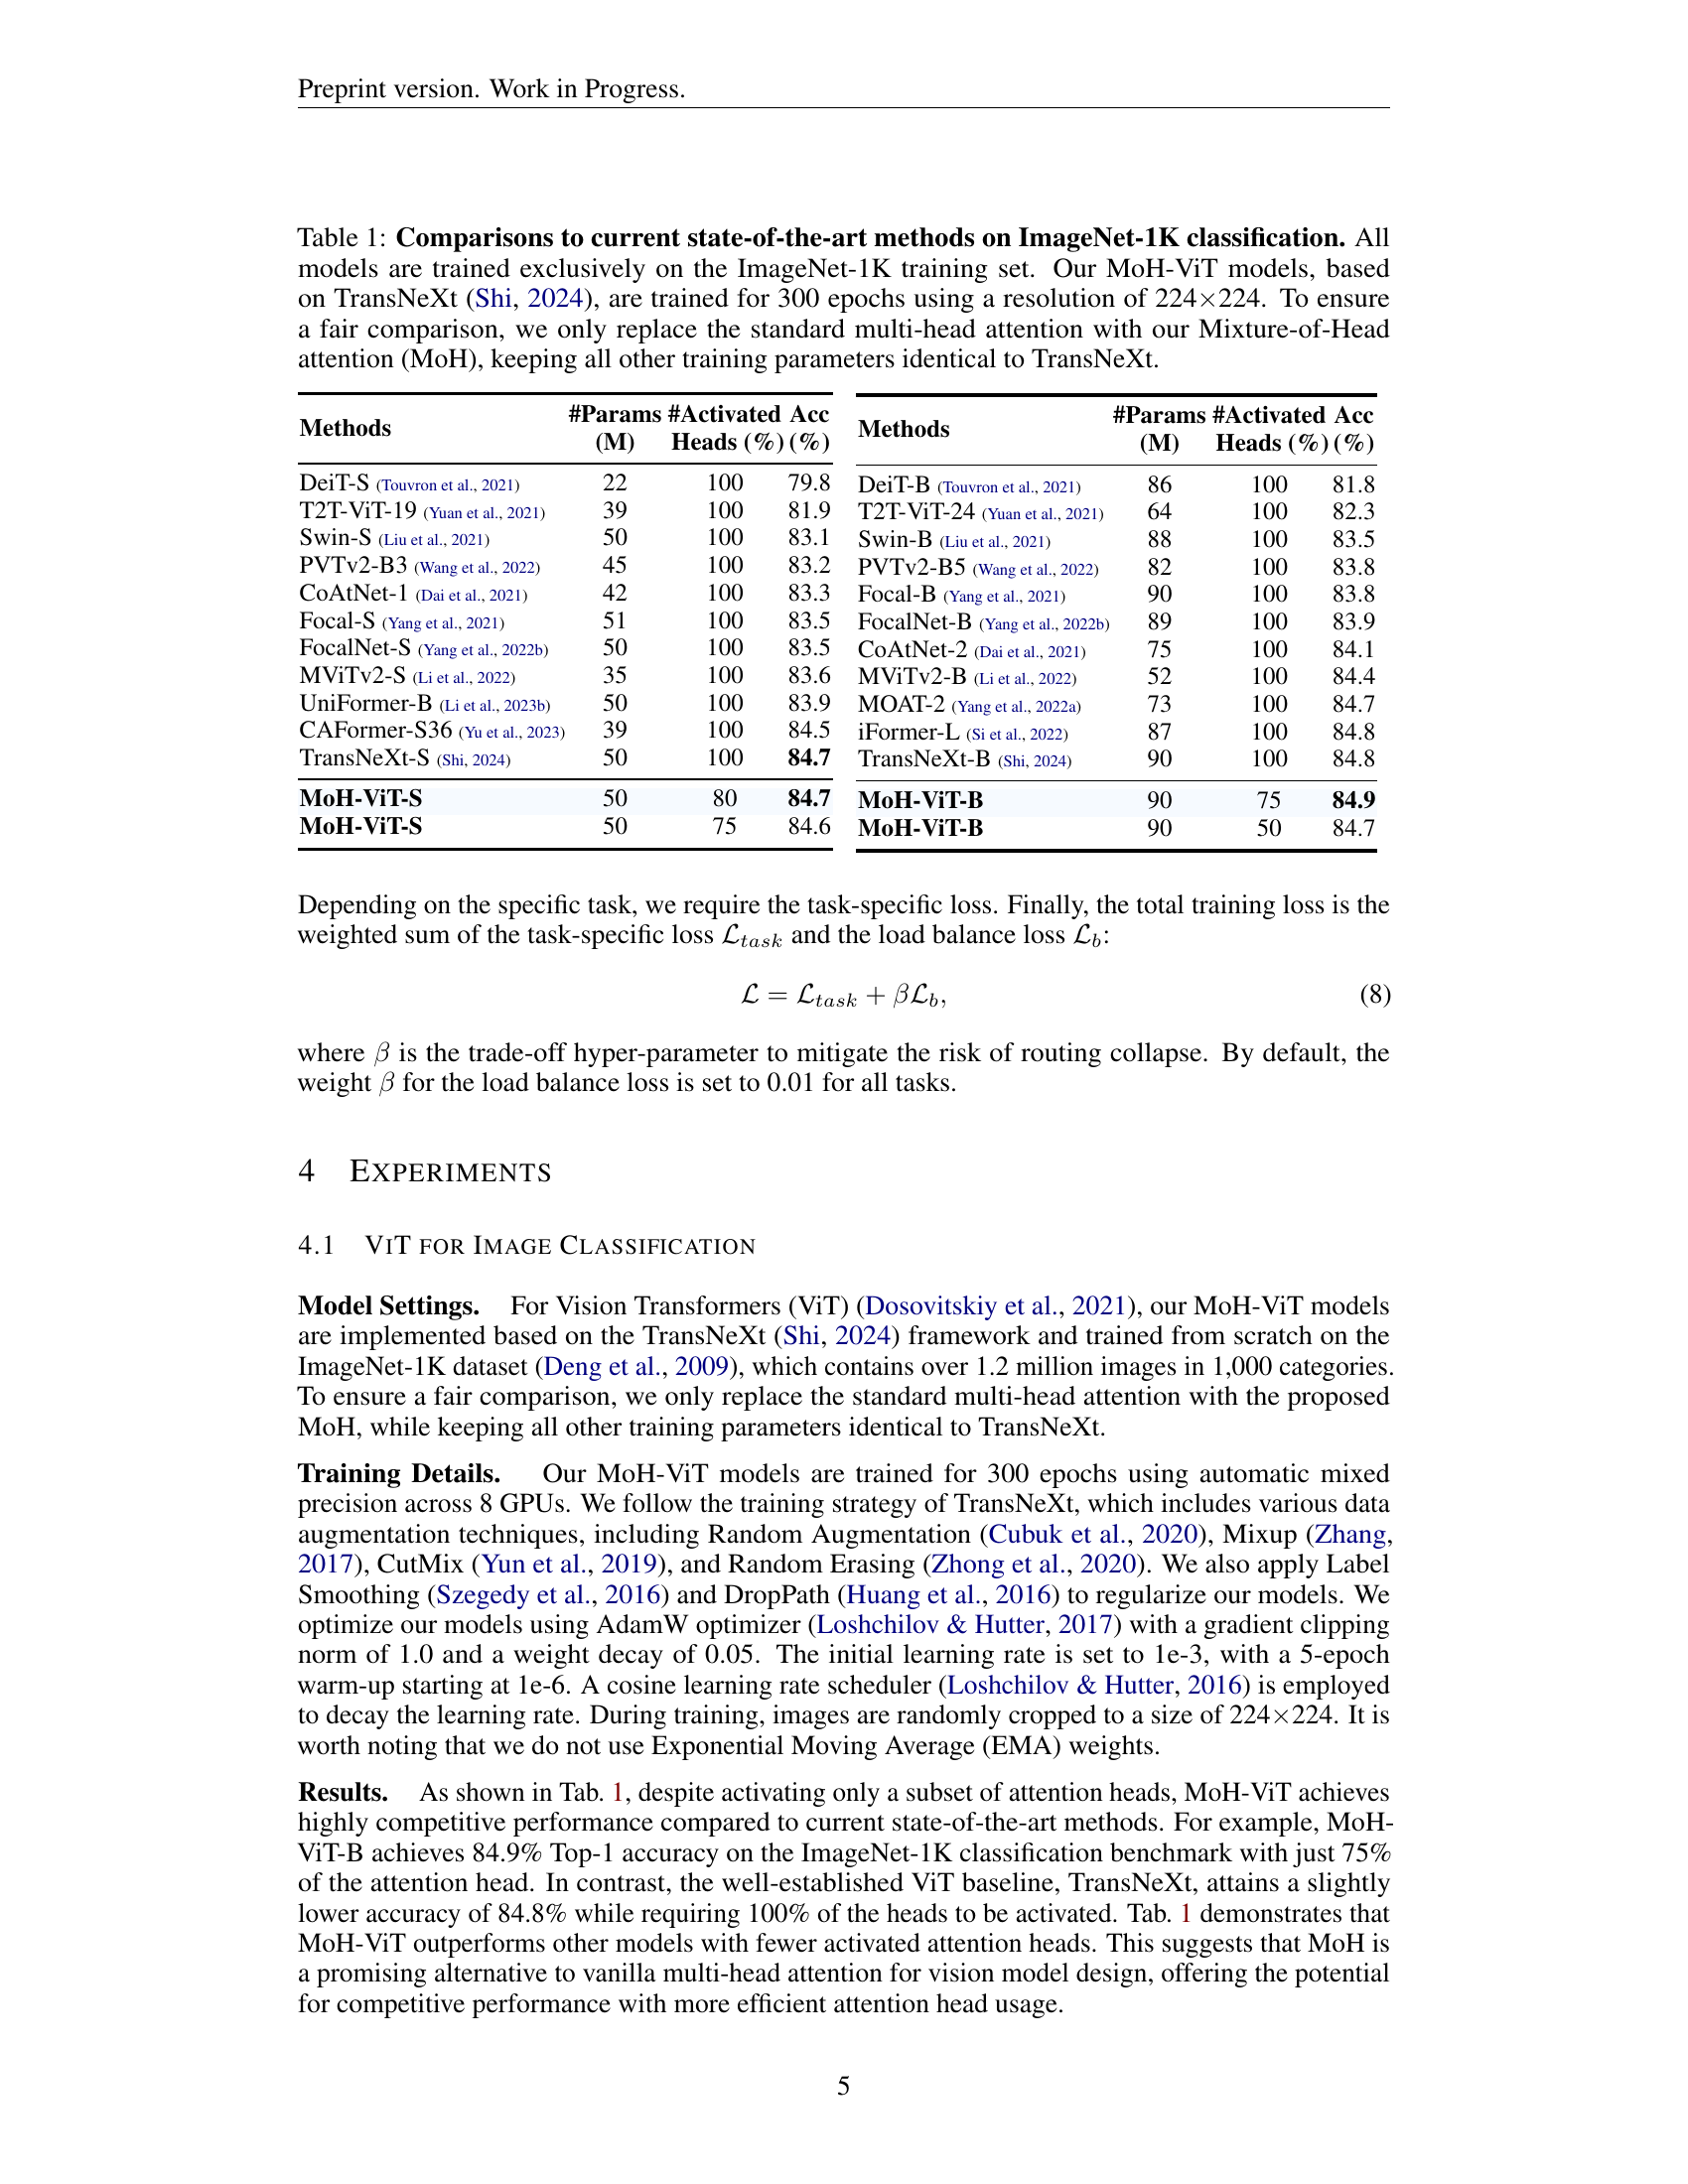 Preprint version. Work in Progress.
Table 1: Comparisons to current state-of-the-art methods on ImageNet-1K classification. All
models are trained exclusively on the ImageNet-1K training set. Our MoH-ViT models, based
on TransNeXt (Shi, 2024), are trained for 300 epochs using a resolution of 224×224. To ensure
a fair comparison, we only replace the standard multi-head attention with our Mixture-of-Head
attention (MoH), keeping all other training parameters identical to TransNeXt.
Methods #Params (M) #Activated Heads (%) Acc (%)
DeiT-S (Touvron et al., 2021) 22 100 79.8
T2T-ViT-19 (Yuan et al., 2021) 39 100 81.9
Swin-S (Liu et al., 2021) 50 100 83.1
PVTv2-B3 (Wang et al., 2022) 45 100 83.2
CoAtNet-1 (Dai et al., 2021) 42 100 83.3
Focal-S (Yang et al., 2021) 51 100 83.5
FocalNet-S (Yang et al., 2022b) 50 100 83.5
MViTv2-S (Li et al., 2022) 35 100 83.6
UniFormer-B (Li et al., 2023b) 50 100 83.9
CAFormer-S36 (Yu et al., 2023) 39 100 84.5
TransNeXt-S (Shi, 2024) 50 100 84.7
MoH-ViT-S 50 80 84.7
MoH-ViT-S 50 75 84.6
Methods #Params (M) #Activated Heads (%) Acc (%)
DeiT-B (Touvron et al., 2021) 86 100 81.8
T2T-ViT-24 (Yuan et al., 2021) 64 100 82.3
Swin-B (Liu et al., 2021) 88 100 83.5
PVTv2-B5 (Wang et al., 2022) 82 100 83.8
Focal-B (Yang et al., 2021) 90 100 83.8
FocalNet-B (Yang et al., 2022b) 89 100 83.9
CoAtNet-2 (Dai et al., 2021) 75 100 84.1
MViTv2-B (Li et al., 2022) 52 100 84.4
MOAT-2 (Yang et al., 2022a) 73 100 84.7
iFormer-L (Si et al., 2022) 87 100 84.8
TransNeXt-B (Shi, 2024) 90 100 84.8
MoH-ViT-B 90 75 84.9
MoH-ViT-B 90 50 84.7
Depending on the specific task, we require the task-specific loss. Finally, the total training loss is the
weighted sum of the task-specific loss ℒ_task and the load balance loss ℒ_b:
ℒ = ℒ_task + βℒ_b, (8)
where β is the trade-off hyper-parameter to mitigate the risk of routing collapse. By default, the
weight β for the load balance loss is set to 0.01 for all tasks.
4 EXPERIMENTS
4.1 VIT FOR IMAGE CLASSIFICATION
Model Settings. For Vision Transformers (ViT) (Dosovitskiy et al., 2021), our MoH-ViT models
are implemented based on the TransNeXt (Shi, 2024) framework and trained from scratch on the
ImageNet-1K dataset (Deng et al., 2009), which contains over 1.2 million images in 1,000 categories.
To ensure a fair comparison, we only replace the standard multi-head attention with the proposed
MoH, while keeping all other training parameters identical to TransNeXt.
Training Details. Our MoH-ViT models are trained for 300 epochs using automatic mixed
precision across 8 GPUs. We follow the training strategy of TransNeXt, which includes various data
augmentation techniques, including Random Augmentation (Cubuk et al., 2020), Mixup (Zhang,
2017), CutMix (Yun et al., 2019), and Random Erasing (Zhong et al., 2020). We also apply Label
Smoothing (Szegedy et al., 2016) and DropPath (Huang et al., 2016) to regularize our models. We
optimize our models using AdamW optimizer (Loshchilov & Hutter, 2017) with a gradient clipping
norm of 1.0 and a weight decay of 0.05. The initial learning rate is set to 1e-3, with a 5-epoch
warm-up starting at 1e-6. A cosine learning rate scheduler (Loshchilov & Hutter, 2016) is employed
to decay the learning rate. During training, images are randomly cropped to a size of 224×224. It is
worth noting that we do not use Exponential Moving Average (EMA) weights.
Results. As shown in Tab. 1, despite activating only a subset of attention heads, MoH-ViT achieves
highly competitive performance compared to current state-of-the-art methods. For example, MoH-
ViT-B achieves 84.9% Top-1 accuracy on the ImageNet-1K classification benchmark with just 75%
of the attention head. In contrast, the well-established ViT baseline, TransNeXt, attains a slightly
lower accuracy of 84.8% while requiring 100% of the heads to be activated. Tab. 1 demonstrates that
MoH-ViT outperforms other models with fewer activated attention heads. This suggests that MoH is
a promising alternative to vanilla multi-head attention for vision model design, offering the potential
for competitive performance with more efficient attention head usage.
5